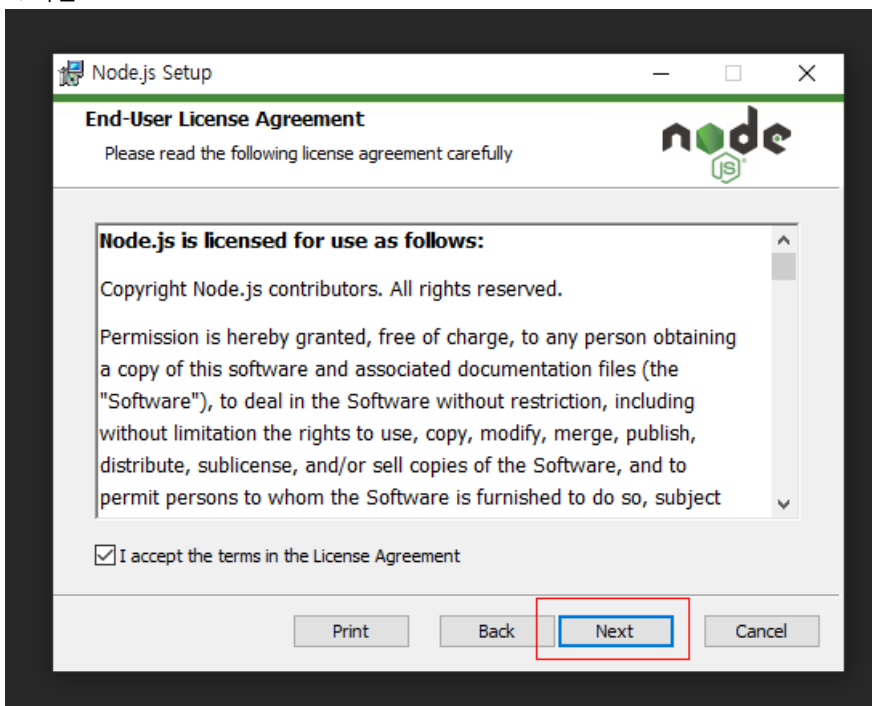 Node.js Setup
End-User License Agreement
Please read the following license agreement carefully
node
JS
Node.js is licensed for use as follows:
Copyright Node.js contributors. All rights reserved.
Permission is hereby granted, free of charge, to any person obtaining
a copy of this software and associated documentation files (the
"Software"), to deal in the Software without restriction, including
without limitation the rights to use, copy, modify, merge, publish,
distribute, sublicense, and/or sell copies of the Software, and to
permit persons to whom the Software is furnished to do so, subject
I accept the terms in the License Agreement
Print Back Next Cancel